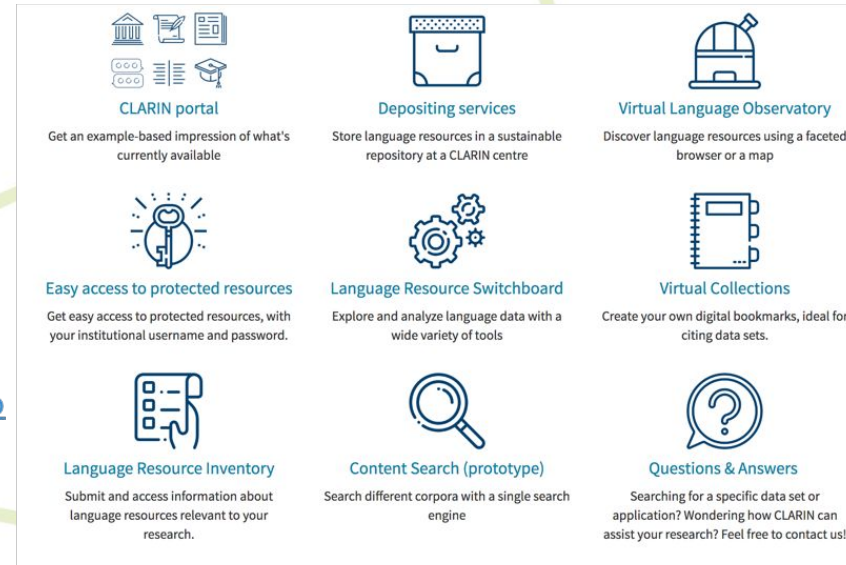 CLARIN portal
Get an example-based impression of what's
currently available
Depositing services
Store language resources in a sustainable
repository at a CLARIN centre
Virtual Language Observatory
Discover language resources using a faceted
browser or a map
Easy access to protected resources
Get easy access to protected resources, with
your institutional username and password.
Language Resource Switchboard
Explore and analyze language data with a
wide variety of tools
Virtual Collections
Create your own digital bookmarks, ideal for
citing data sets.
Language Resource Inventory
Submit and access information about
language resources relevant to your
research.
Content Search (prototype)
Search different corpora with a single search
engine
Questions & Answers
Searching for a specific data set or
application? Wondering how CLARIN can
assist your research? Feel free to contact us!